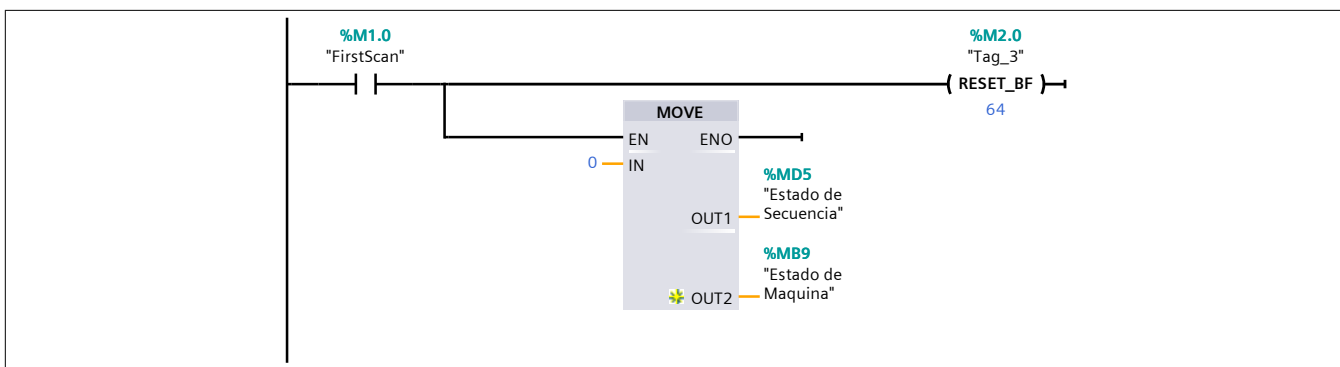 %M1.0
"FirstScan"
%M2.0
"Tag_3"
RESET_BF
64
MOVE
EN ENO
0 IN
%MD5
"Estado de
Secuencia"
OUT1
%MB9
"Estado de
Maquina"
OUT2